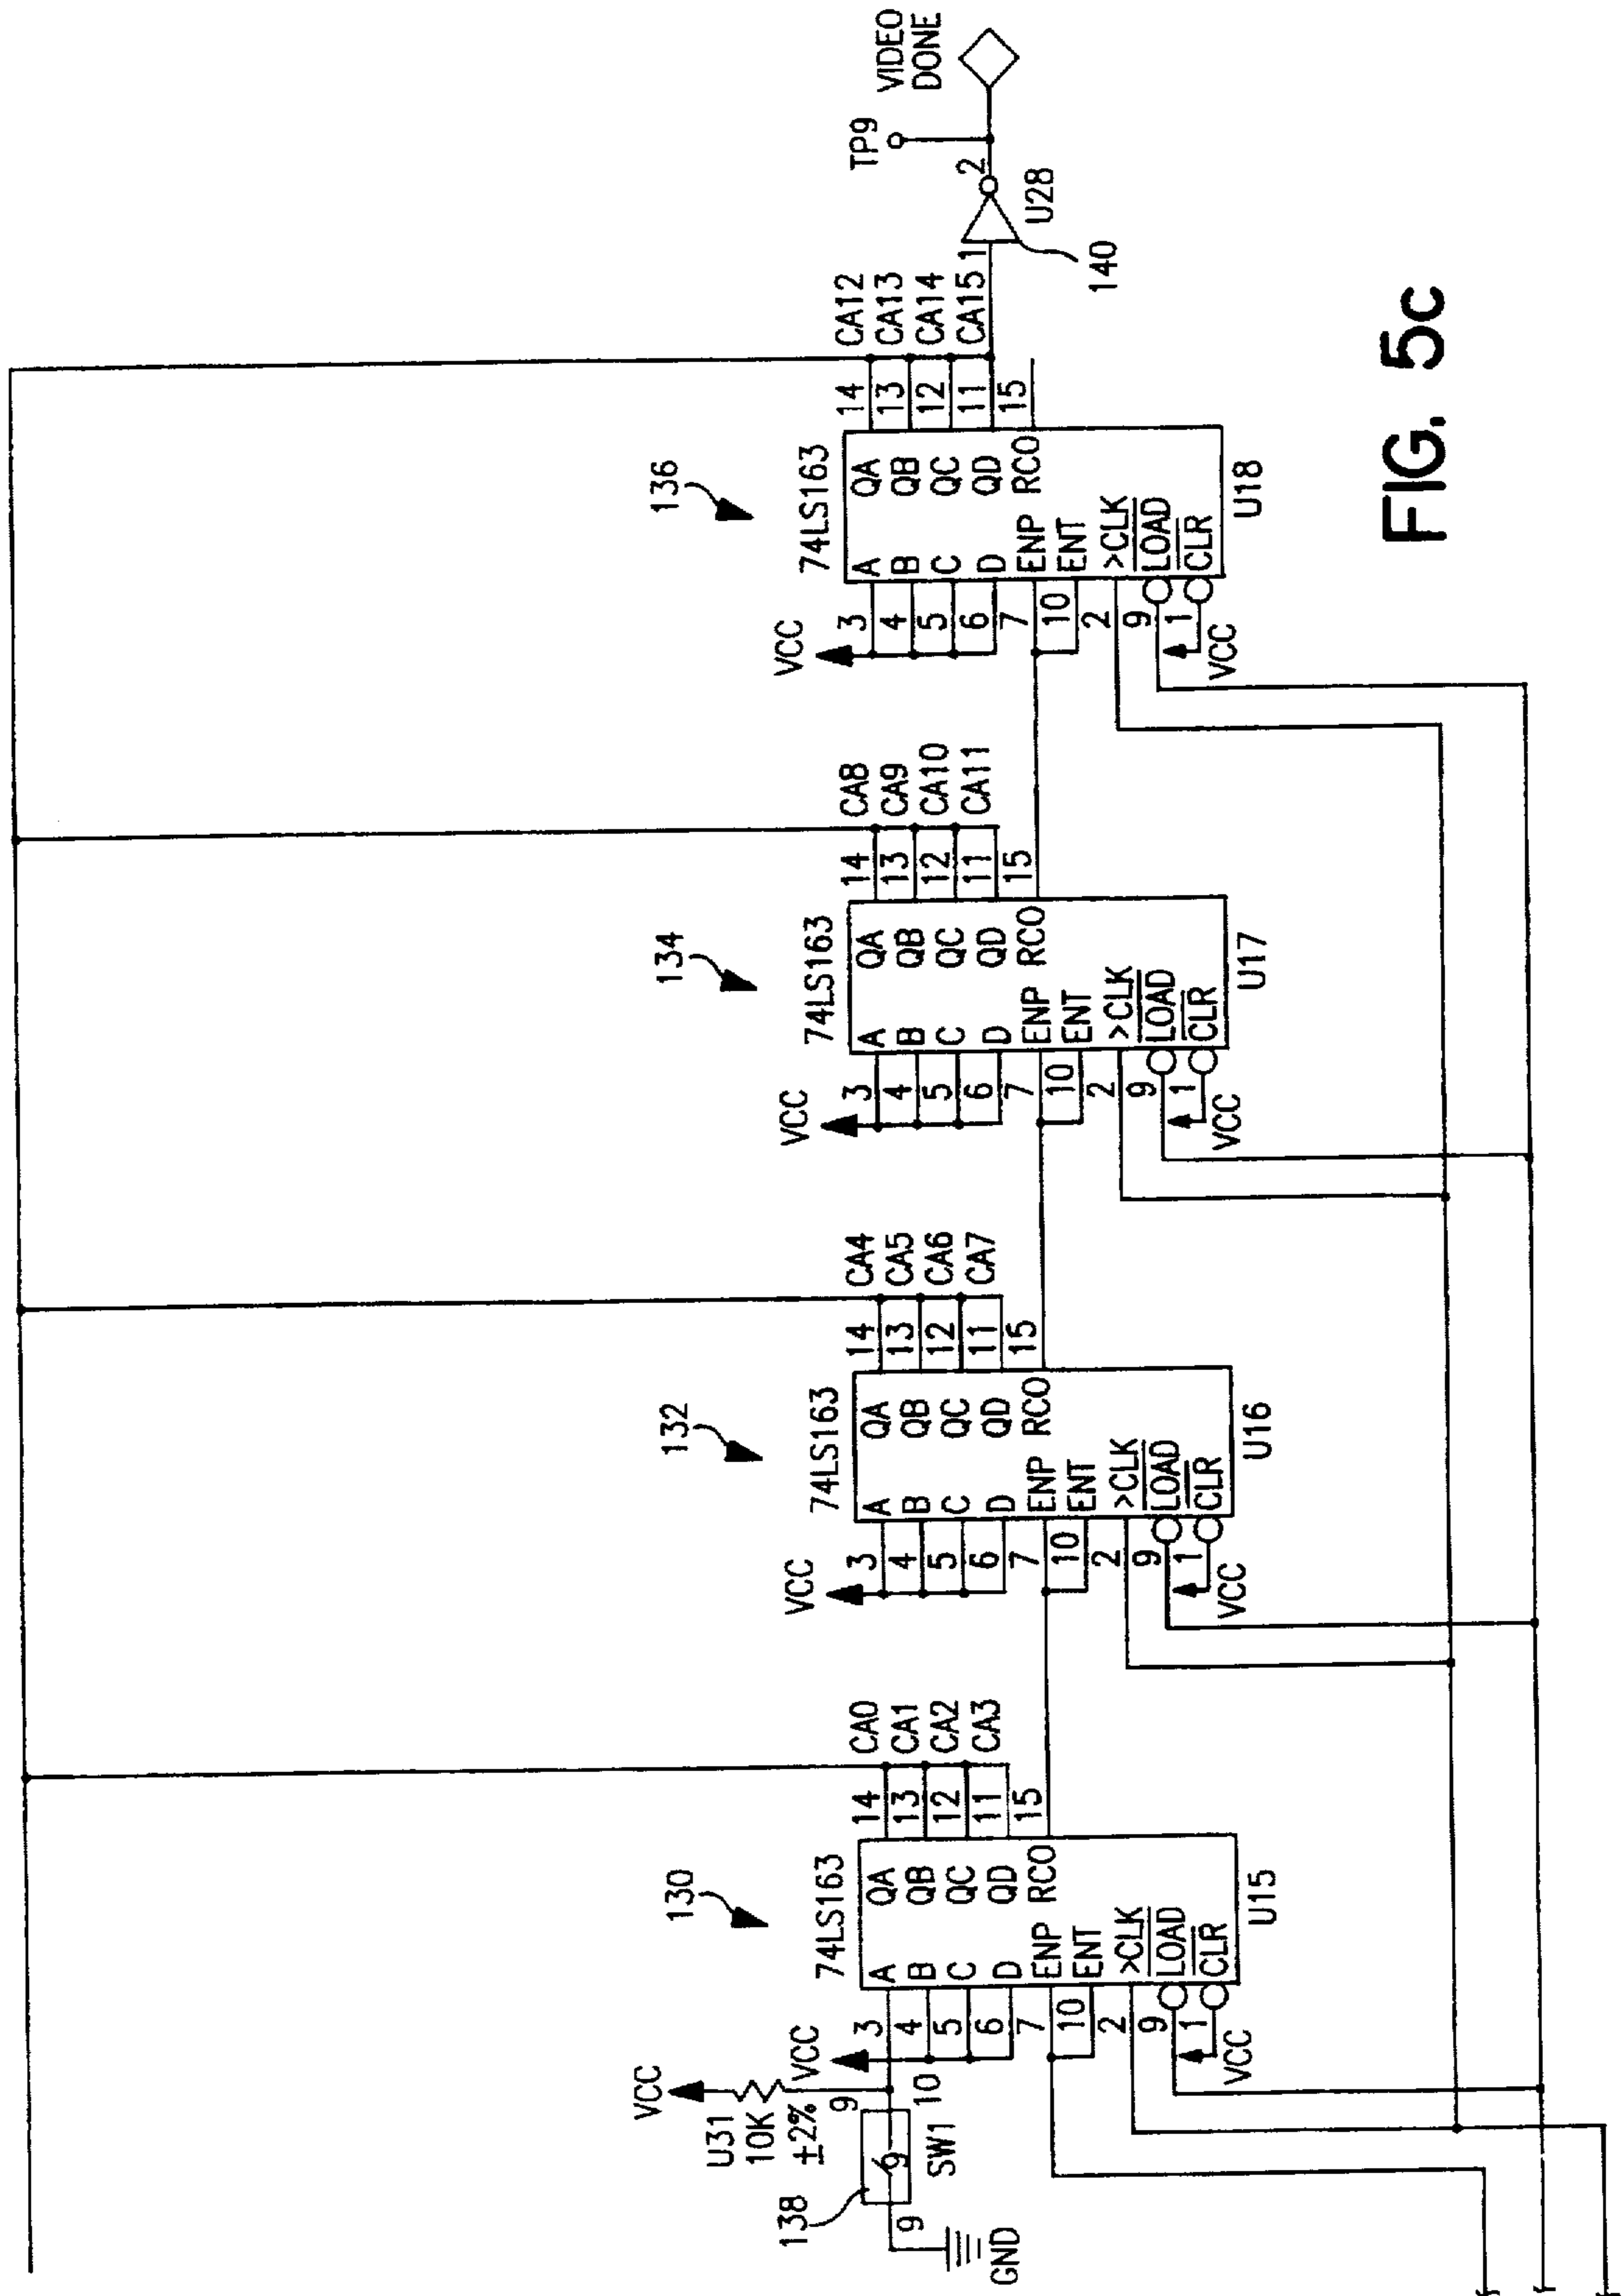 VCC
U31
10K
±2%
9
138
9
9
GND
SW1
10
VCC
130
74LS163
3 A QA 14 CA0
4 B QB 13 CA1
5 C QC 12 CA2
6 D QD 11 CA3
7 ENP RCO 15
10 ENT
2 >CLK
9 LOAD
1 CLR
VCC
U15
132
74LS163
VCC
3 A QA 14 CA4
4 B QB 13 CA5
5 C QC 12 CA6
6 D QD 11 CA7
7 ENP RCO 15
10 ENT
2 >CLK
9 LOAD
1 CLR
VCC
U16
134
74LS163
VCC
3 A QA 14 CA8
4 B QB 13 CA9
5 C QC 12 CA10
6 D QD 11 CA11
7 ENP RCO 15
10 ENT
2 >CLK
9 LOAD
1 CLR
VCC
U17
136
74LS163
VCC
3 A QA 14 CA12
4 B QB 13 CA13
5 C QC 12 CA14
6 D QD 11 CA15
7 ENP RCO 15
10 ENT
2 >CLK
9 LOAD
1 CLR
VCC
U18
1
2
U28
140
TP9
VIDEO
DONE
FIG. 5c